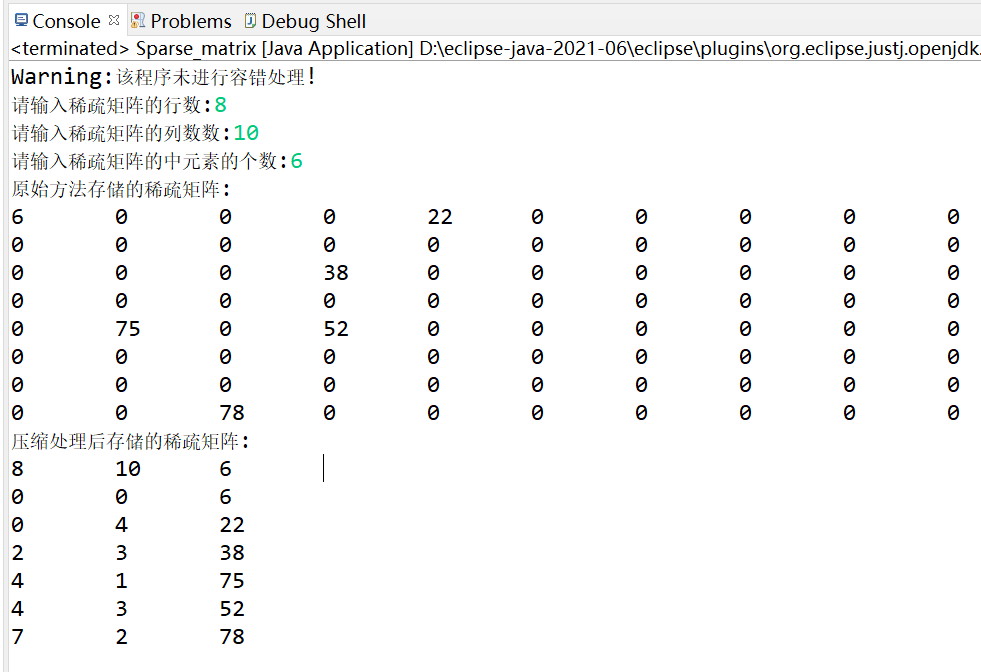 Console Problems Debug Shell
<terminated> Sparse_matrix [Java Application] D:\eclipse-java-2021-06\eclipse\plugins\org.eclipse.justj.openjdk.
Warning:该程序未进行容错处理!
请输入稀疏矩阵的行数:8
请输入稀疏矩阵的列数数:10
请输入稀疏矩阵的中元素的个数:6
原始方法存储的稀疏矩阵:
6 0 0 0 22 0 0 0 0 0
0 0 0 0 0 0 0 0 0 0
0 0 0 38 0 0 0 0 0 0
0 0 0 0 0 0 0 0 0 0
0 75 0 52 0 0 0 0 0 0
0 0 0 0 0 0 0 0 0 0
0 0 0 0 0 0 0 0 0 0
0 0 78 0 0 0 0 0 0 0
压缩处理后存储的稀疏矩阵:
8 10 6
0 0 6
0 4 22
2 3 38
4 1 75
4 3 52
7 2 78